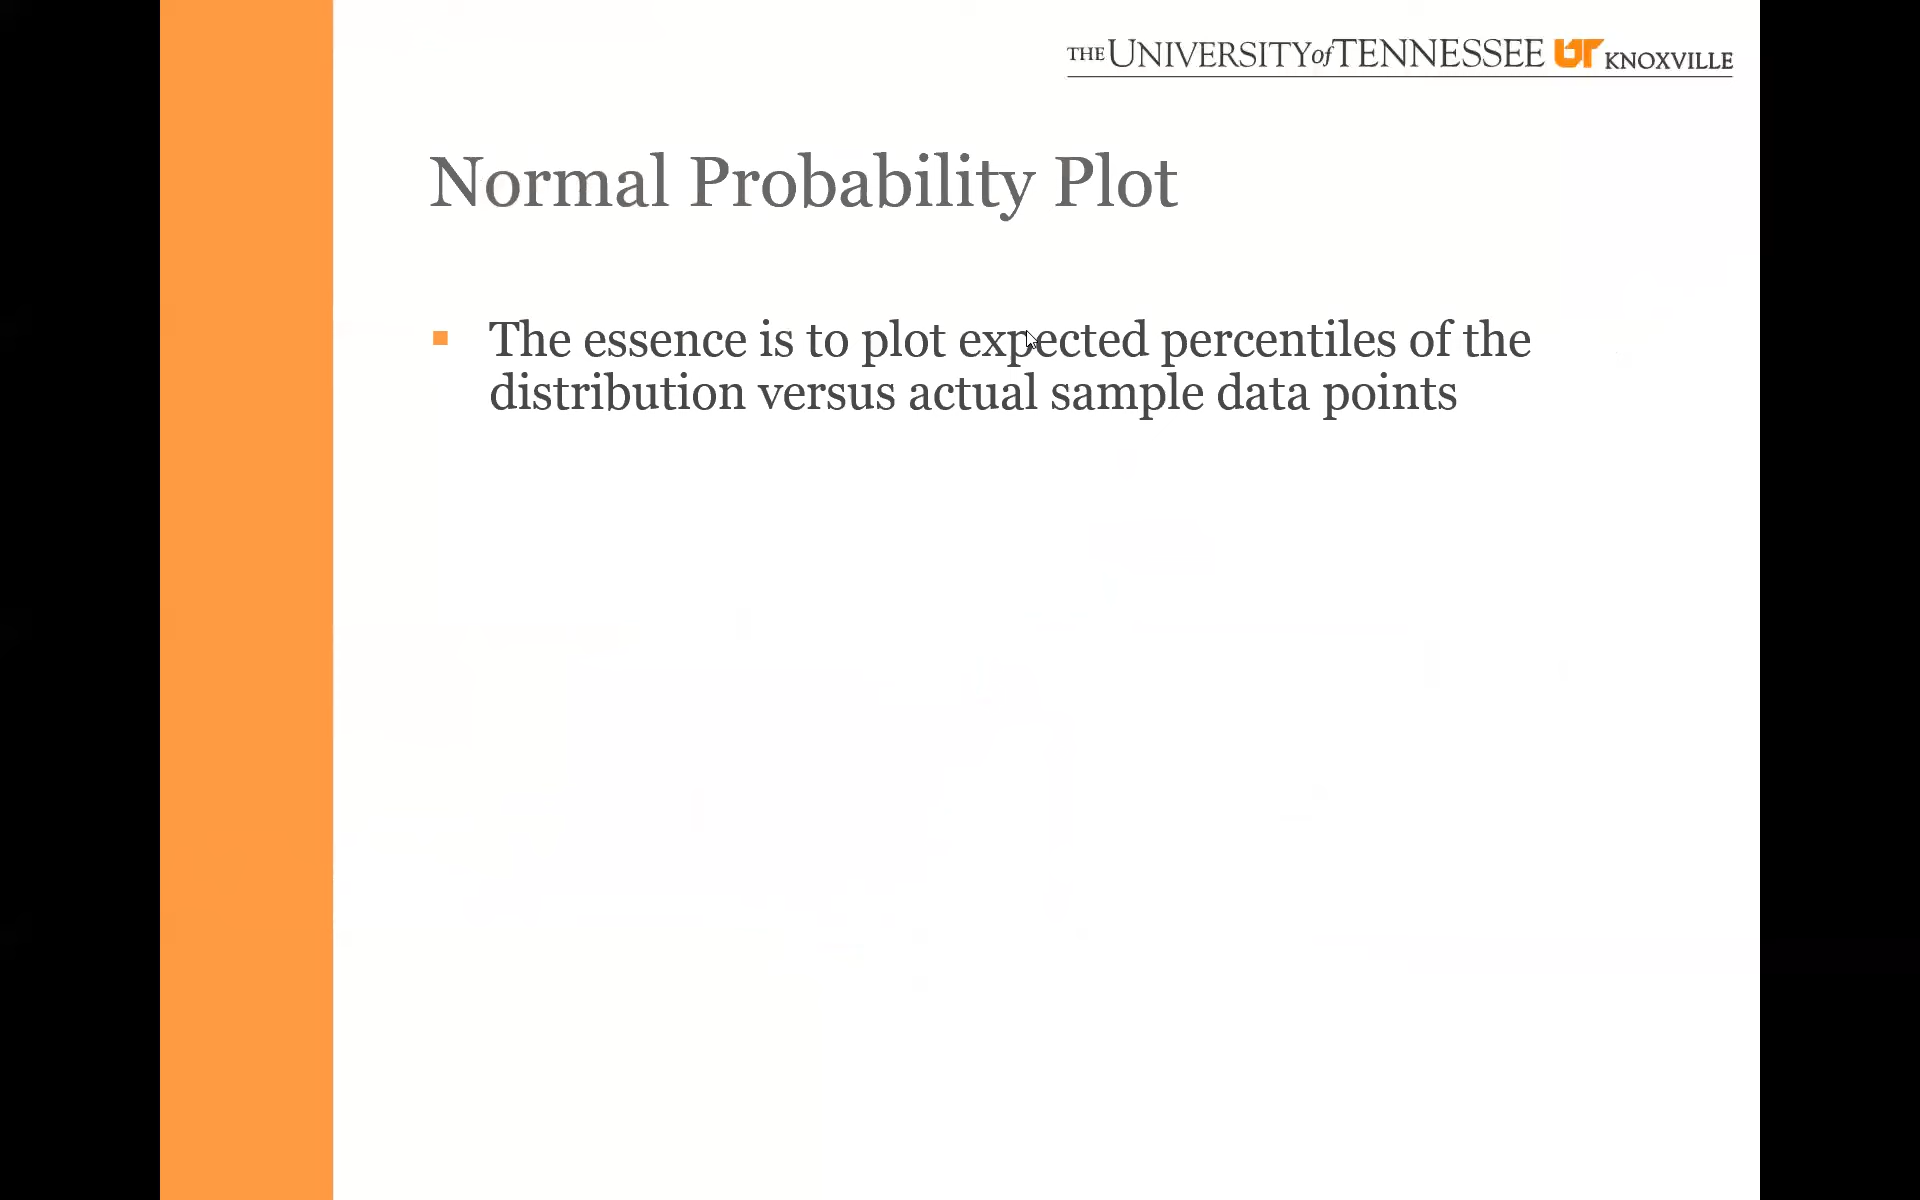 THE UNIVERSITY of TENNESSEE UT KNOXVILLE
Normal Probability Plot
The essence is to plot expected percentiles of the
distribution versus actual sample data points